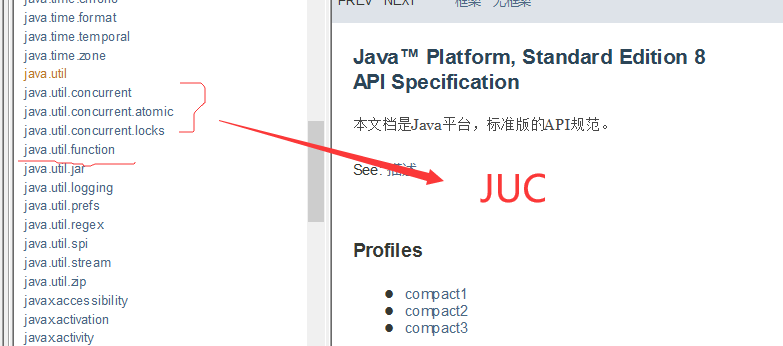 java.time.chrono
java.time.format
java.time.temporal
java.time.zone
java.util
java.util.concurrent
java.util.concurrent.atomic
java.util.concurrent.locks
java.util.function
java.util.jar
java.util.logging
java.util.prefs
java.util.regex
java.util.spi
java.util.stream
java.util.zip
javax.accessibility
javax.activation
javax.activity
PREV NEXT 框架 无框架
Java™ Platform, Standard Edition 8
API Specification
本文档是Java平台，标准版的API规范。
See: 描述
JUC
Profiles
compact1
compact2
compact3